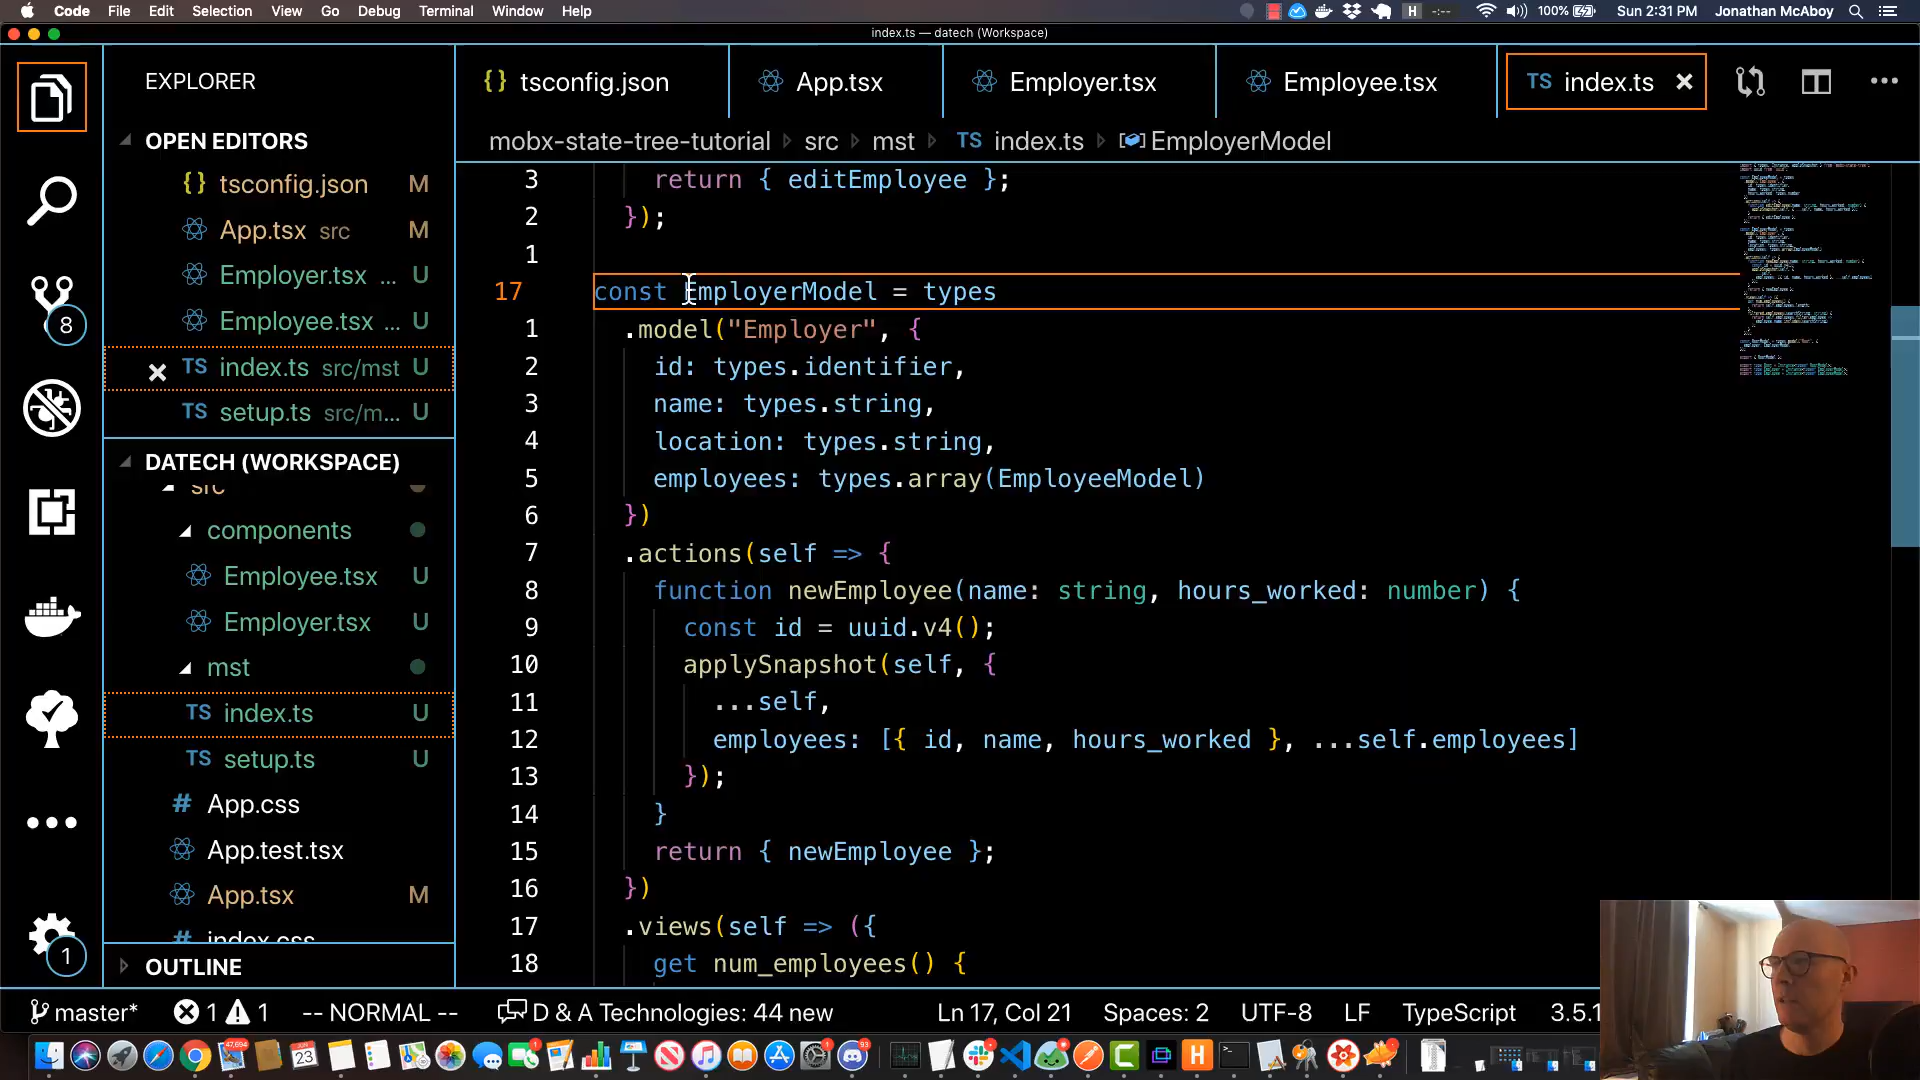 Code File Edit Selection View Go Debug Terminal Window Help 100% Sun 2:31 PM Jonathan McAboy
index.ts — datech (Workspace)
EXPLORER
OPEN EDITORS
{} tsconfig.json M
App.tsx src M
Employer.tsx ... U
Employee.tsx ... U
TS index.ts src/mst U
TS setup.ts src/m... U
DATECH (WORKSPACE)
src
components
Employee.tsx U
Employer.tsx U
mst
TS index.ts U
TS setup.ts U
# App.css
App.test.tsx
App.tsx M
# index.css
OUTLINE
8
1
{} tsconfig.json App.tsx Employer.tsx Employee.tsx TS index.ts
mobx-state-tree-tutorial src mst TS index.ts EmployerModel
3 return { editEmployee };
2 });
1
17 const EmployerModel = types
1 .model("Employer", {
2 id: types.identifier,
3 name: types.string,
4 location: types.string,
5 employees: types.array(EmployeeModel)
6 })
7 .actions(self => {
8 function newEmployee(name: string, hours_worked: number) {
9 const id = uuid.v4();
10 applySnapshot(self, {
11 ...self,
12 employees: [{ id, name, hours_worked }, ...self.employees]
13 });
14 }
15 return { newEmployee };
16 })
17 .views(self => ({
18 get num_employees() {
master* 1 1 -- NORMAL -- D & A Technologies: 44 new Ln 17, Col 21 Spaces: 2 UTF-8 LF TypeScript 3.5.1